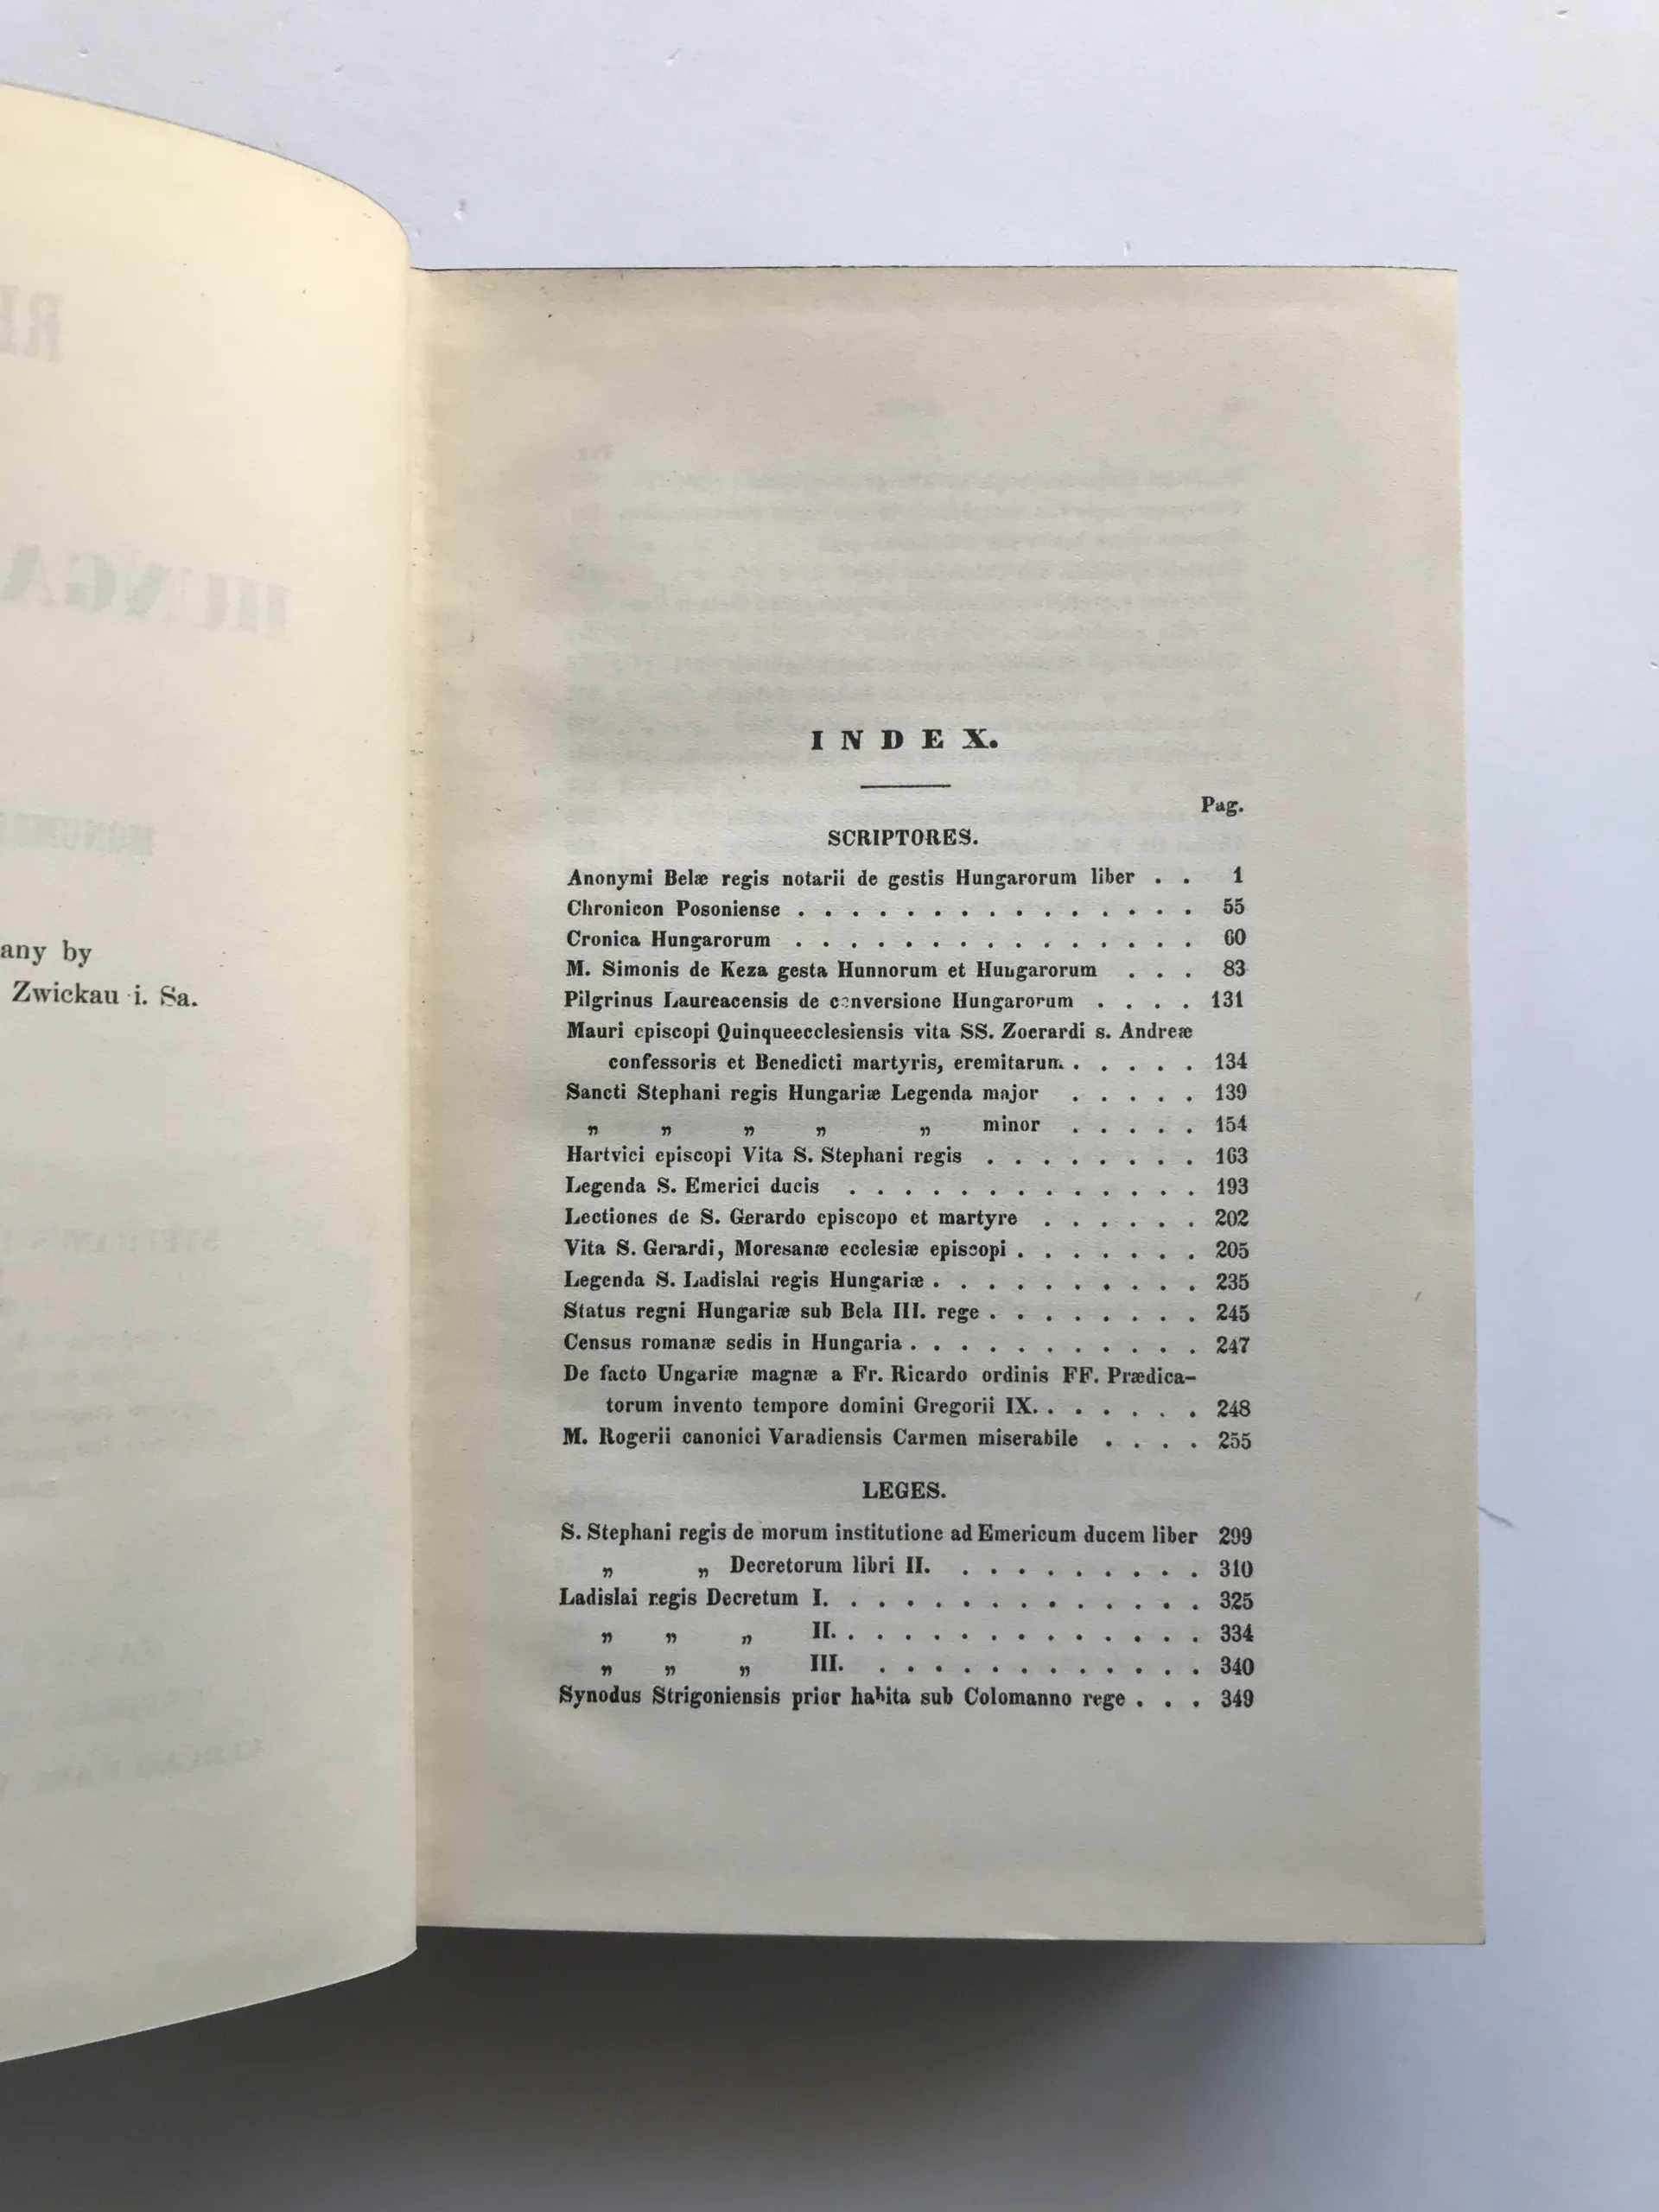 any by
Zwickau i. Sa.
INDEX.
Pag.
SCRIPTORES.
Anonymi Belæ regis notarii de gestis Hungarorum liber . . 1
Chronicon Posoniense . . . . . . . . . . . . . . . 55
Cronica Hungarorum . . . . . . . . . . . . . . . 60
M. Simonis de Keza gesta Hunnorum et Hungarorum . . . 83
Pilgrinus Laureacensis de conversione Hungarorum . . . . 131
Mauri episcopi Quinqueecclesiensis vita SS. Zoerardi s. Andreæ
confessoris et Benedicti martyris, eremitarum . . . . . 134
Sancti Stephani regis Hungariæ Legenda major . . . . . 139
„ „ „ „ „ minor . . . . . 154
Hartvici episcopi Vita S. Stephani regis . . . . . . . . 163
Legenda S. Emerici ducis . . . . . . . . . . . . . 193
Lectiones de S. Gerardo episcopo et martyre . . . . . . 202
Vita S. Gerardi, Moresanæ ecclesiæ episcopi . . . . . . . 205
Legenda S. Ladislai regis Hungariæ . . . . . . . . . . 235
Status regni Hungariæ sub Bela III. rege . . . . . . . . 245
Census romanæ sedis in Hungaria . . . . . . . . . . . 247
De facto Ungariæ magnæ a Fr. Ricardo ordinis FF. Prædica-
torum invento tempore domini Gregorii IX. . . . . . . 248
M. Rogerii canonici Varadiensis Carmen miserabile . . . . 255
LEGES.
S. Stephani regis de morum institutione ad Emericum ducem liber 299
„ „ Decretorum libri II. . . . . . . . . . 310
Ladislai regis Decretum I. . . . . . . . . . . . . . 325
„ „ „ II. . . . . . . . . . . . . . 334
„ „ „ III. . . . . . . . . . . . . 340
Synodus Strigoniensis prior habita sub Colomanno rege . . . 349